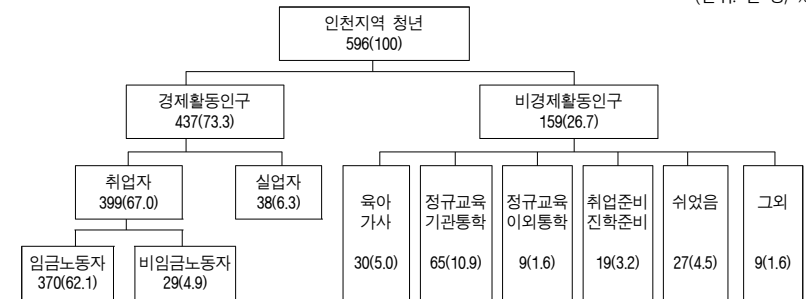 인천지역 청년
596(100)
경제활동인구
437(73.3)
비경제활동인구
159(26.7)
취업자
399(67.0)
실업자
38(6.3)
육아
가사
30(5.0)
정규교육
기관통학
65(10.9)
정규교육
이외통학
9(1.6)
취업준비
진학준비
19(3.2)
쉬었음
27(4.5)
그외
9(1.6)
임금노동자
370(62.1)
비임금노동자
29(4.9)